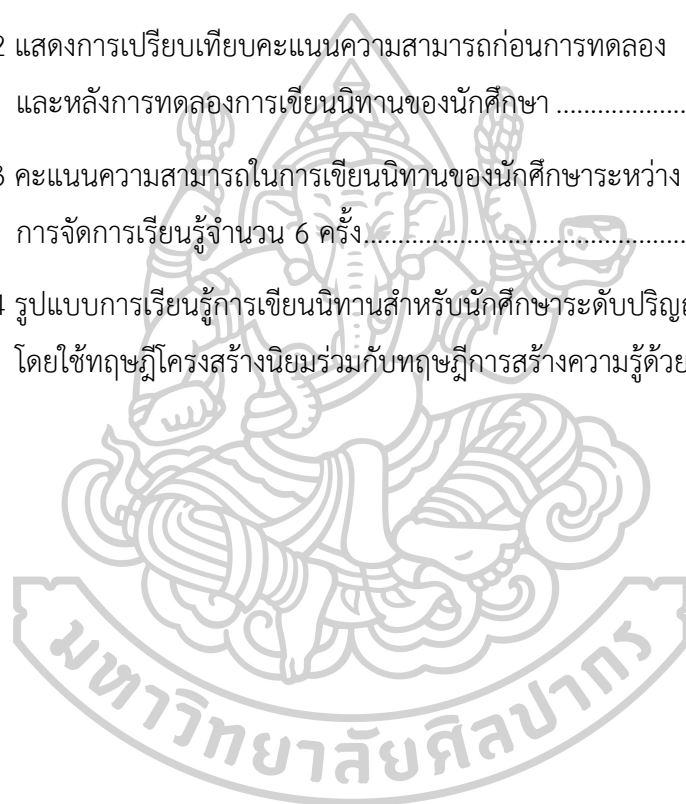 2 แสดงการเปรียบเทียบคะแนนความสามารถก่อนการทดลอง
และหลังการทดลองการเขียนนิทานของนักศึกษา ..................
3 คะแนนความสามารถในการเขียนนิทานของนักศึกษาระหว่าง
การจัดการเรียนรู้จำนวน 6 ครั้ง.............................................
4 รูปแบบการเรียนรู้การเขียนนิทานสำหรับนักศึกษาระดับ
โดยใช้ทฤษฎีโครงสร้างนิยมร่วมกับทฤษฎีการสร้างความรู้ด้วย
มหาวิทยาลัยศิลปากร